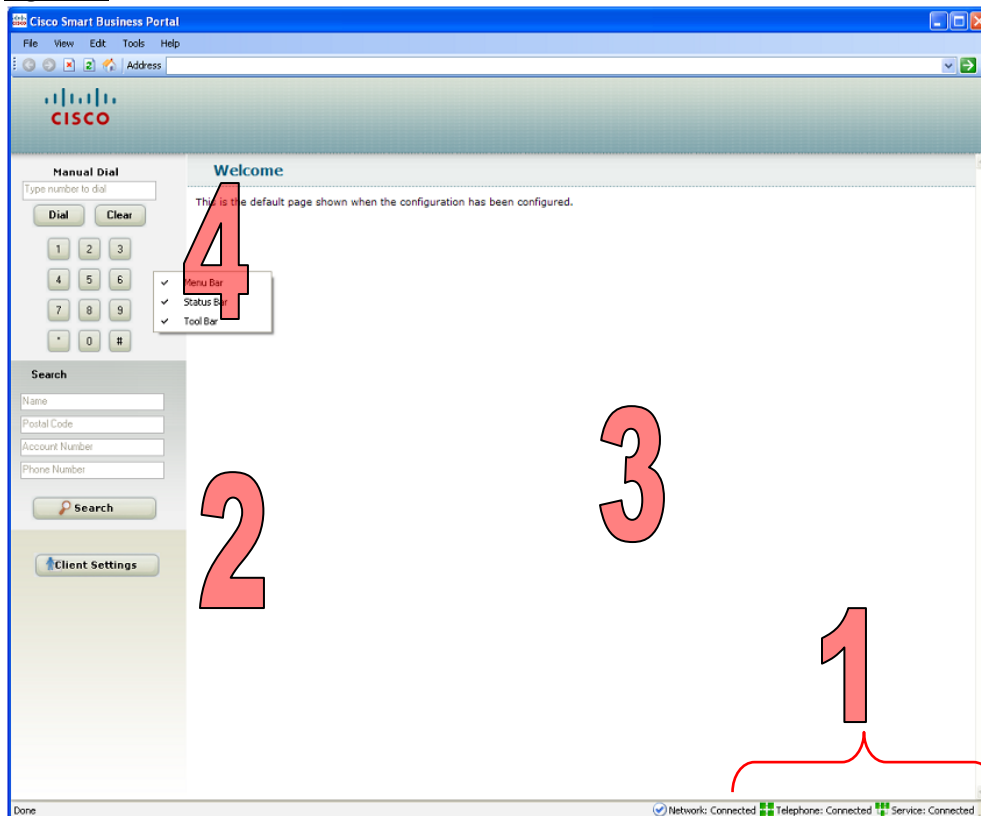 Cisco Smart Business Portal
File View Edit Tools Help
Address
CISCO
Manual Dial
Type number to dial
Dial Clear
1 2 3
4 5 6
7 8 9
* 0 #
Search
Name
Postal Code
Account Number
Phone Number
Search
Client Settings
Welcome
This is the default page shown when the configuration has been configured.
4
Menu Bar
Status Bar
Tool Bar
3
2
1
Done
Network: Connected Telephone: Connected Service: Connected